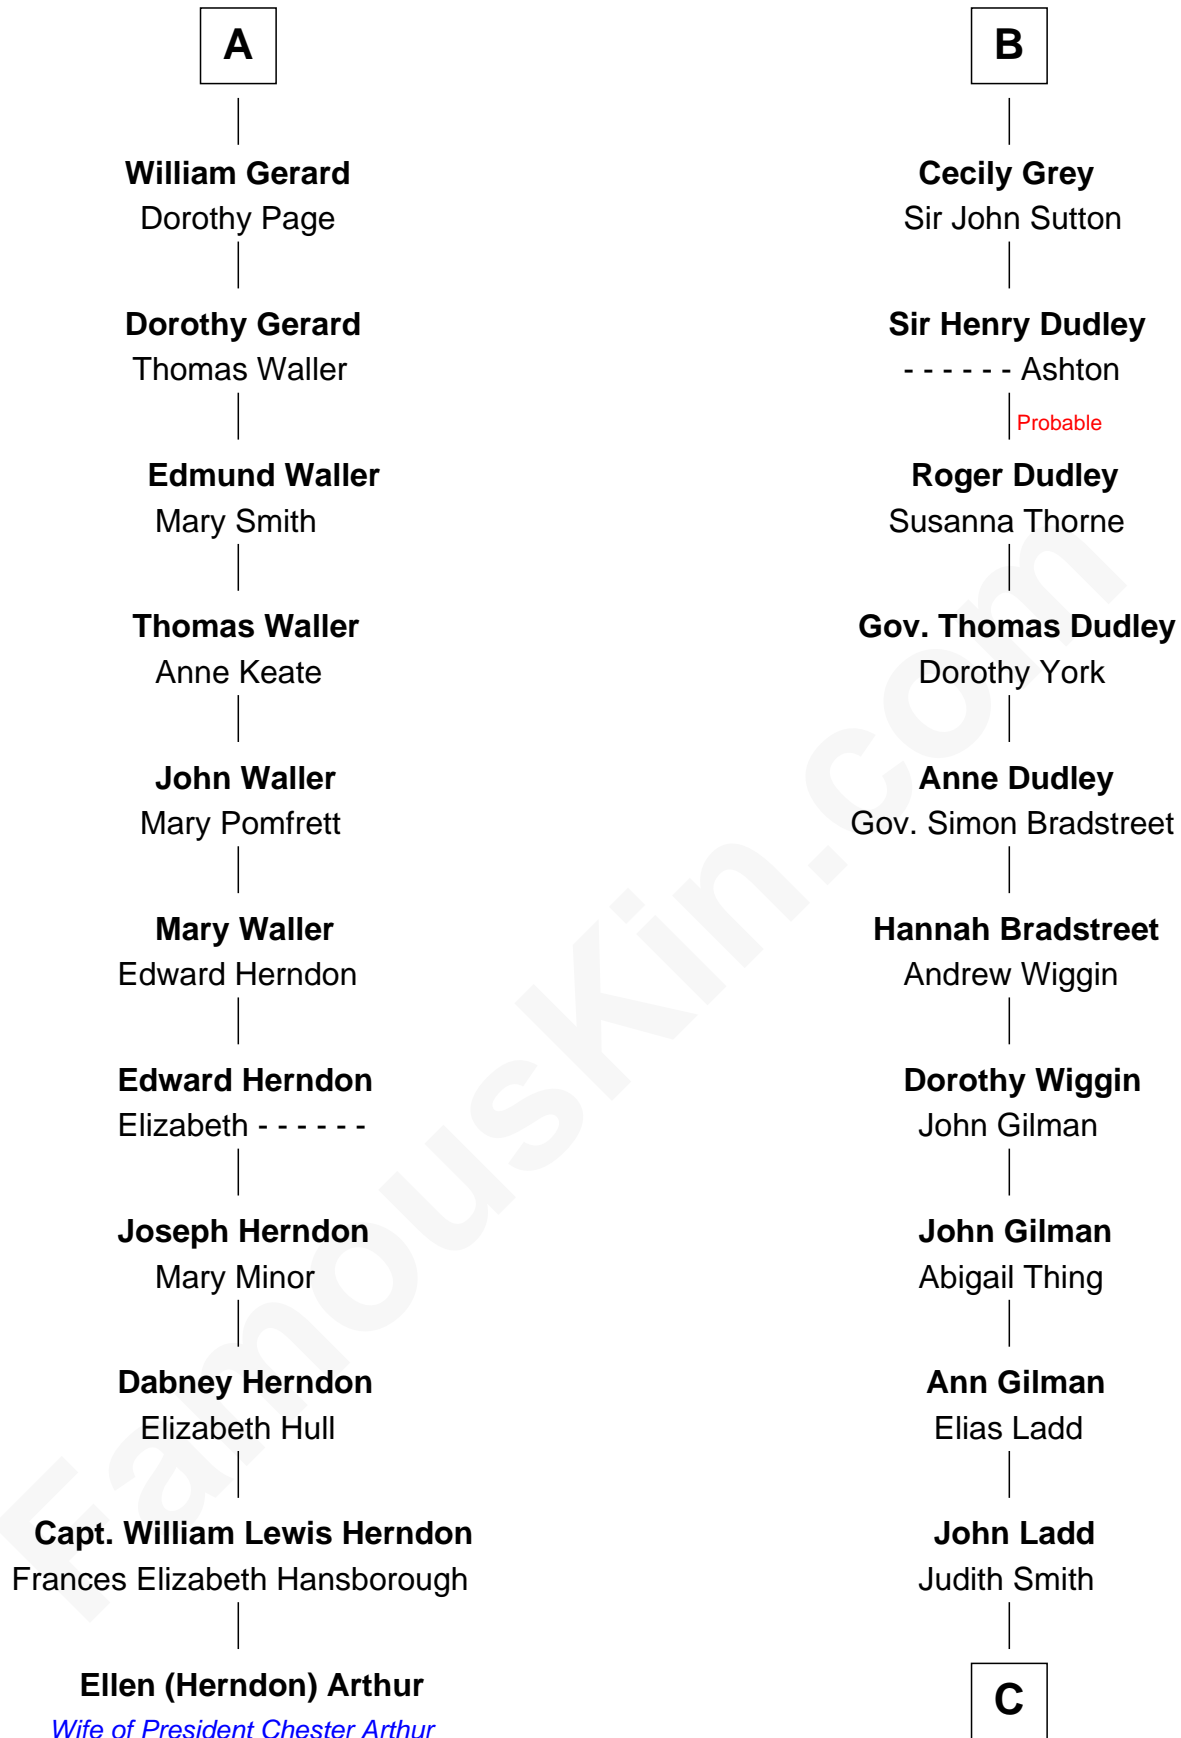 A
William Gerard
Dorothy Page
Dorothy Gerard
Thomas Waller
Edmund Waller
Mary Smith
Thomas Waller
Anne Keate
John Waller
Mary Pomfrett
Mary Waller
Edward Herndon
Edward Herndon
Elizabeth - - - - - -
Joseph Herndon
Mary Minor
Dabney Herndon
Elizabeth Hull
Capt. William Lewis Herndon
Frances Elizabeth Hansborough
Ellen (Herndon) Arthur
Wife of President Chester Arthur
B
Cecily Grey
Sir John Sutton
Sir Henry Dudley
- - - - - - Ashton
Probable
Roger Dudley
Susanna Thorne
Gov. Thomas Dudley
Dorothy York
Anne Dudley
Gov. Simon Bradstreet
Hannah Bradstreet
Andrew Wiggin
Dorothy Wiggin
John Gilman
John Gilman
Abigail Thing
Ann Gilman
Elias Ladd
John Ladd
Judith Smith
C
FamousKin.com